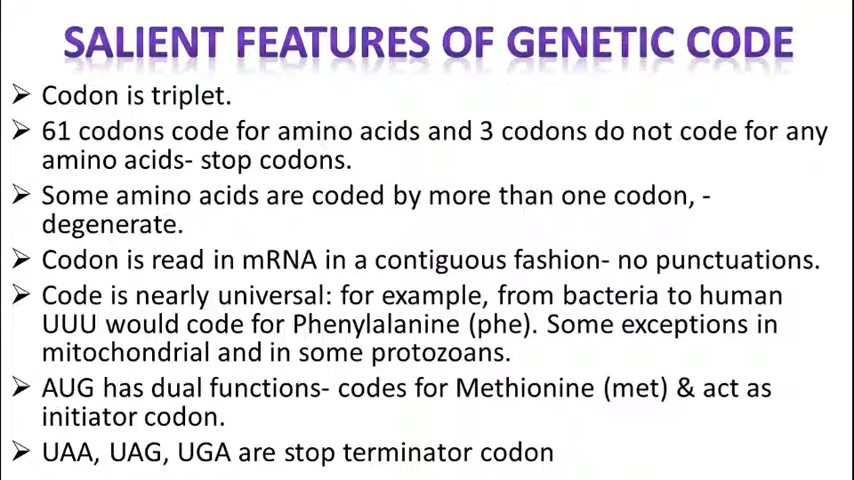 SALIENT FEATURES OF GENETIC CODE
➢ Codon is triplet.
➢ 61 codons code for amino acids and 3 codons do not code for any
amino acids- stop codons.
➢ Some amino acids are coded by more than one codon, -
degenerate.
➢ Codon is read in mRNA in a contiguous fashion- no punctuations.
➢ Code is nearly universal: for example, from bacteria to human
UUU would code for Phenylalanine (phe). Some exceptions in
mitochondrial and in some protozoans.
➢ AUG has dual functions- codes for Methionine (met) & act as
initiator codon.
➢ UAA, UAG, UGA are stop terminator codon